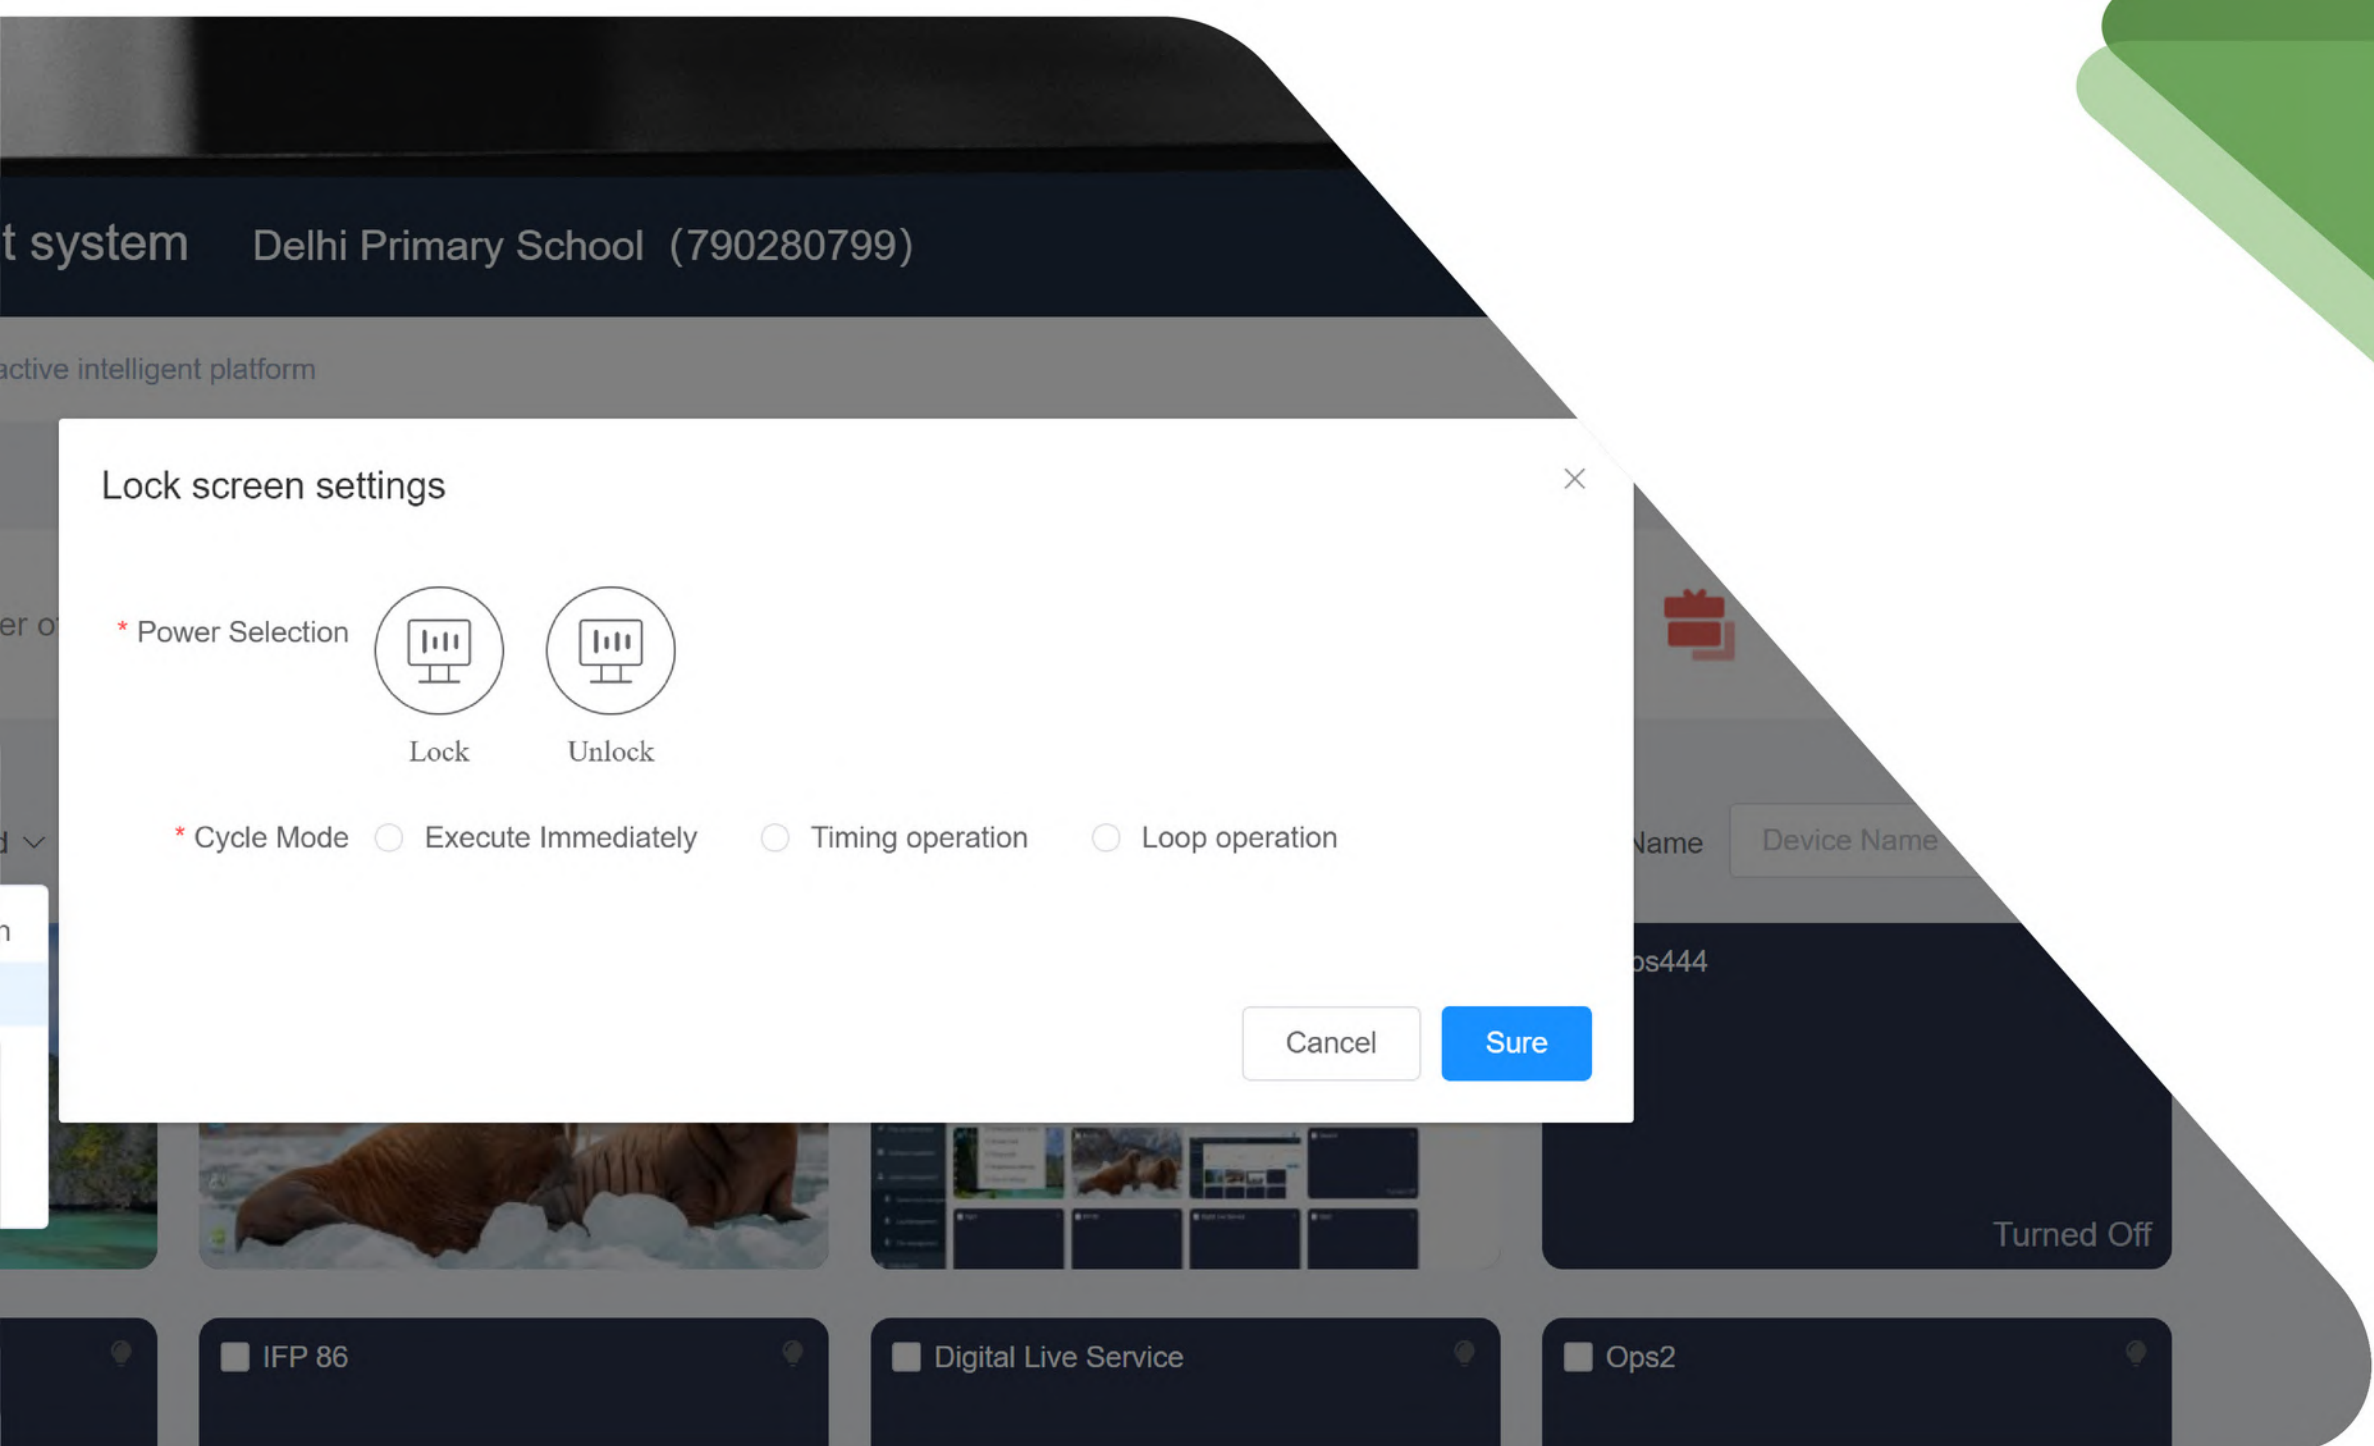 t system Delhi Primary School (790280799)
active intelligent platform
Lock screen settings
er o
* Power Selection
Lock Unlock
* Cycle Mode Execute Immediately Timing operation Loop operation
d
Name Device Name
n
ps444
Cancel Sure
Turned Off
IFP 86
Digital Live Service
Ops2